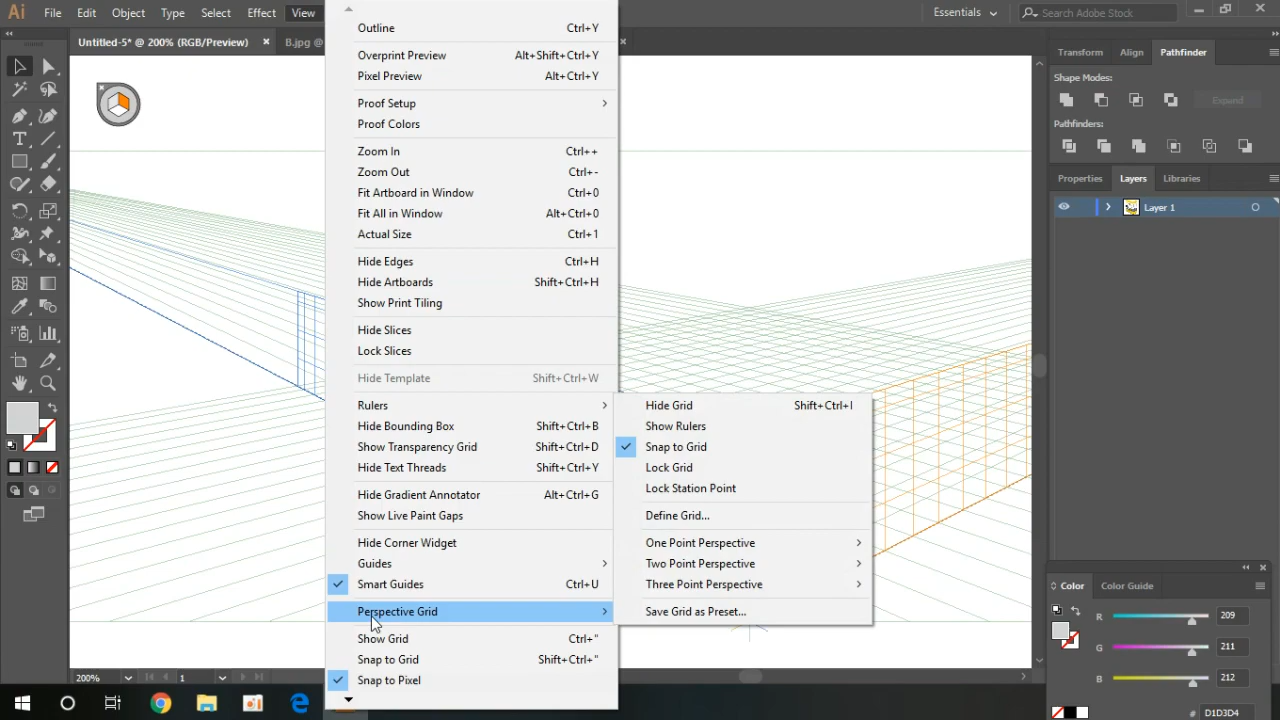 Ai File Edit Object Type Select Effect View Essentials Search Adobe Stock
Untitled-5* @ 200% (RGB/Preview) × B.jpg @
Outline Ctrl+Y
Overprint Preview Alt+Shift+Ctrl+Y
Pixel Preview Alt+Ctrl+Y
Proof Setup
Proof Colors
Zoom In Ctrl++
Zoom Out Ctrl+-
Fit Artboard in Window Ctrl+0
Fit All in Window Alt+Ctrl+0
Actual Size Ctrl+1
Hide Edges Ctrl+H
Hide Artboards Shift+Ctrl+H
Show Print Tiling
Hide Slices
Lock Slices
Hide Template Shift+Ctrl+W
Rulers
Hide Bounding Box Shift+Ctrl+B
Show Transparency Grid Shift+Ctrl+D
Hide Text Threads Shift+Ctrl+Y
Hide Gradient Annotator Alt+Ctrl+G
Show Live Paint Gaps
Hide Corner Widget
Guides
Smart Guides Ctrl+U
Perspective Grid
Show Grid Ctrl+"
Snap to Grid Shift+Ctrl+"
Snap to Pixel
Hide Grid Shift+Ctrl+I
Show Rulers
Snap to Grid
Lock Grid
Lock Station Point
Define Grid...
One Point Perspective
Two Point Perspective
Three Point Perspective
Save Grid as Preset...
Transform Align Pathfinder
Shape Modes:
Expand
Pathfinders:
Properties Layers Libraries
Layer 1
Color Color Guide
R 209
G 211
B 212
# D1D3D4
200% 1